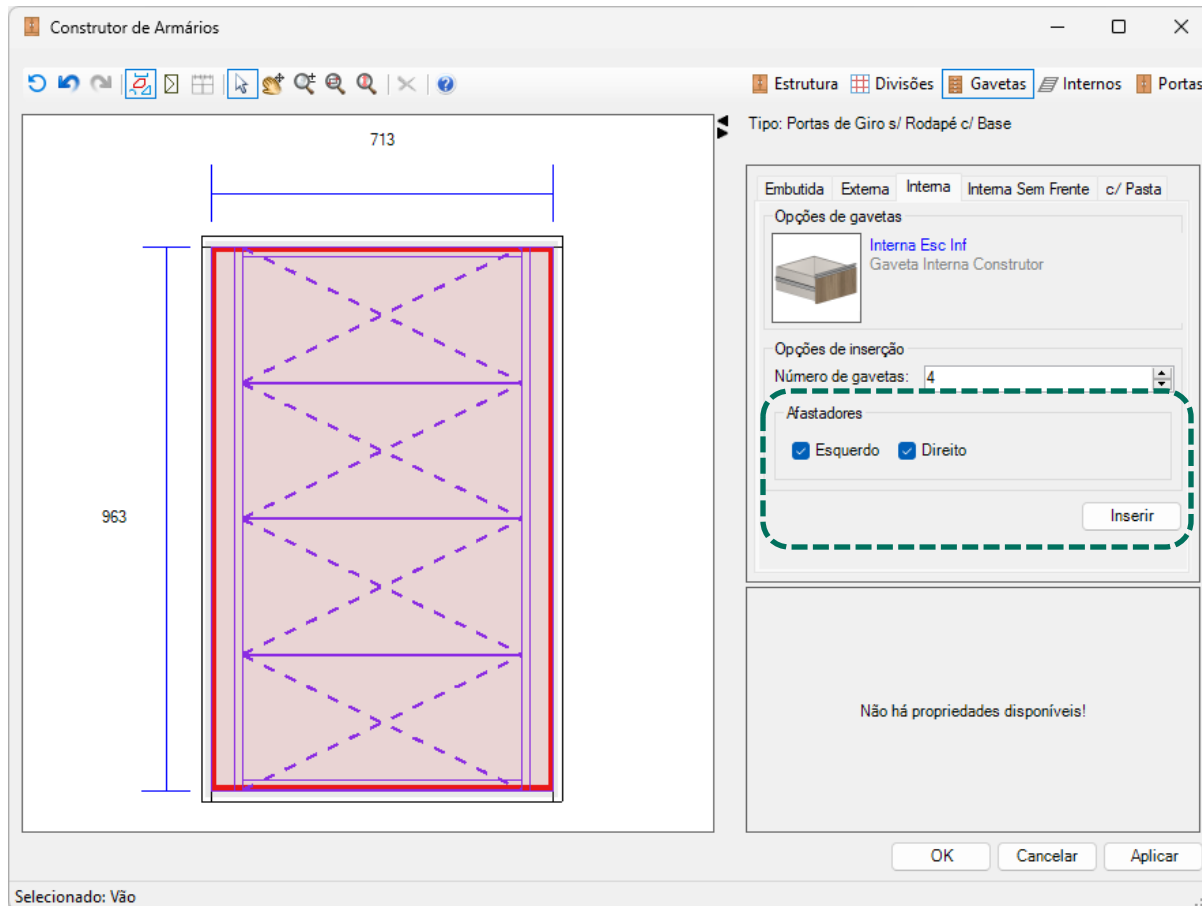 Construtor de Armários
Estrutura Divisões Gavetas Internos Portas
Tipo: Portas de Giro s/ Rodapé c/ Base
713
963
Embutida Externa Interna Interna Sem Frente c/ Pasta
Opções de gavetas
Interna Esc Inf
Gaveta Interna Construtor
Opções de inserção
Número de gavetas: 4
Afastadores
Esquerdo Direito
Inserir
Não há propriedades disponíveis!
OK Cancelar Aplicar
Selecionado: Vão